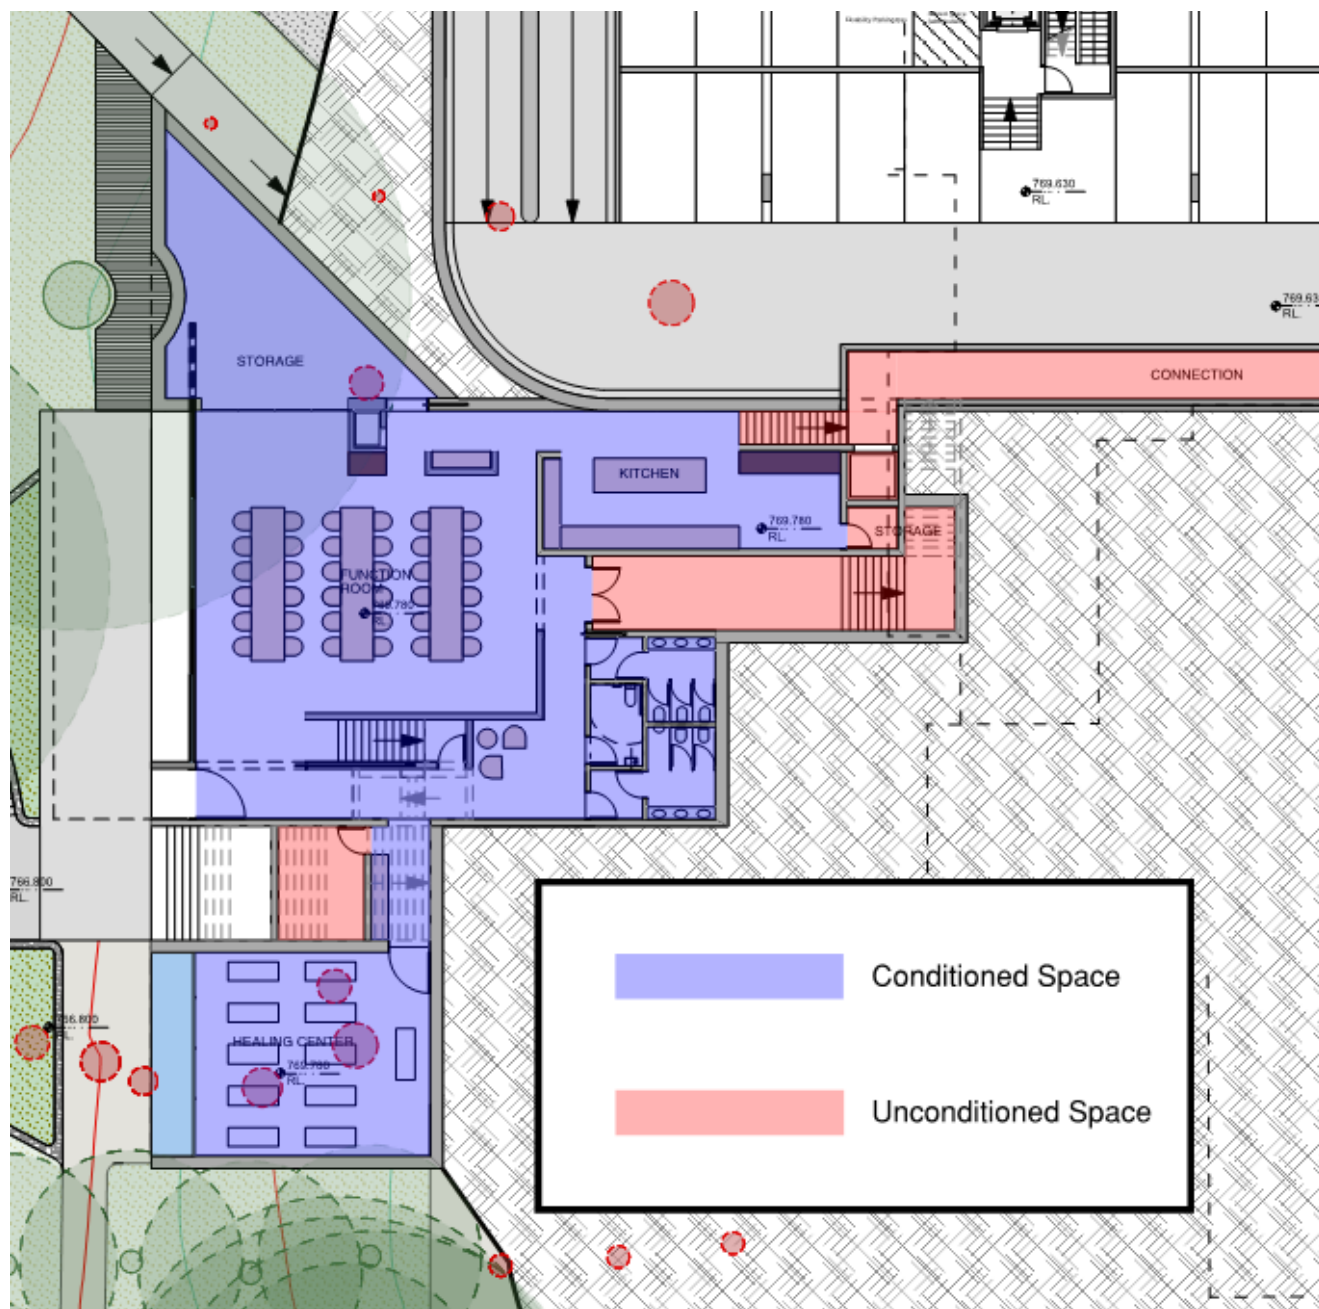 769.630
RL.
769.63
RL.
STORAGE
CONNECTION
KITCHEN
769.780
RL.
STORAGE
FUNCTION
ROOM
RL.
766.800
RL.
Conditioned Space
HEALING CENTER
RL.
Unconditioned Space